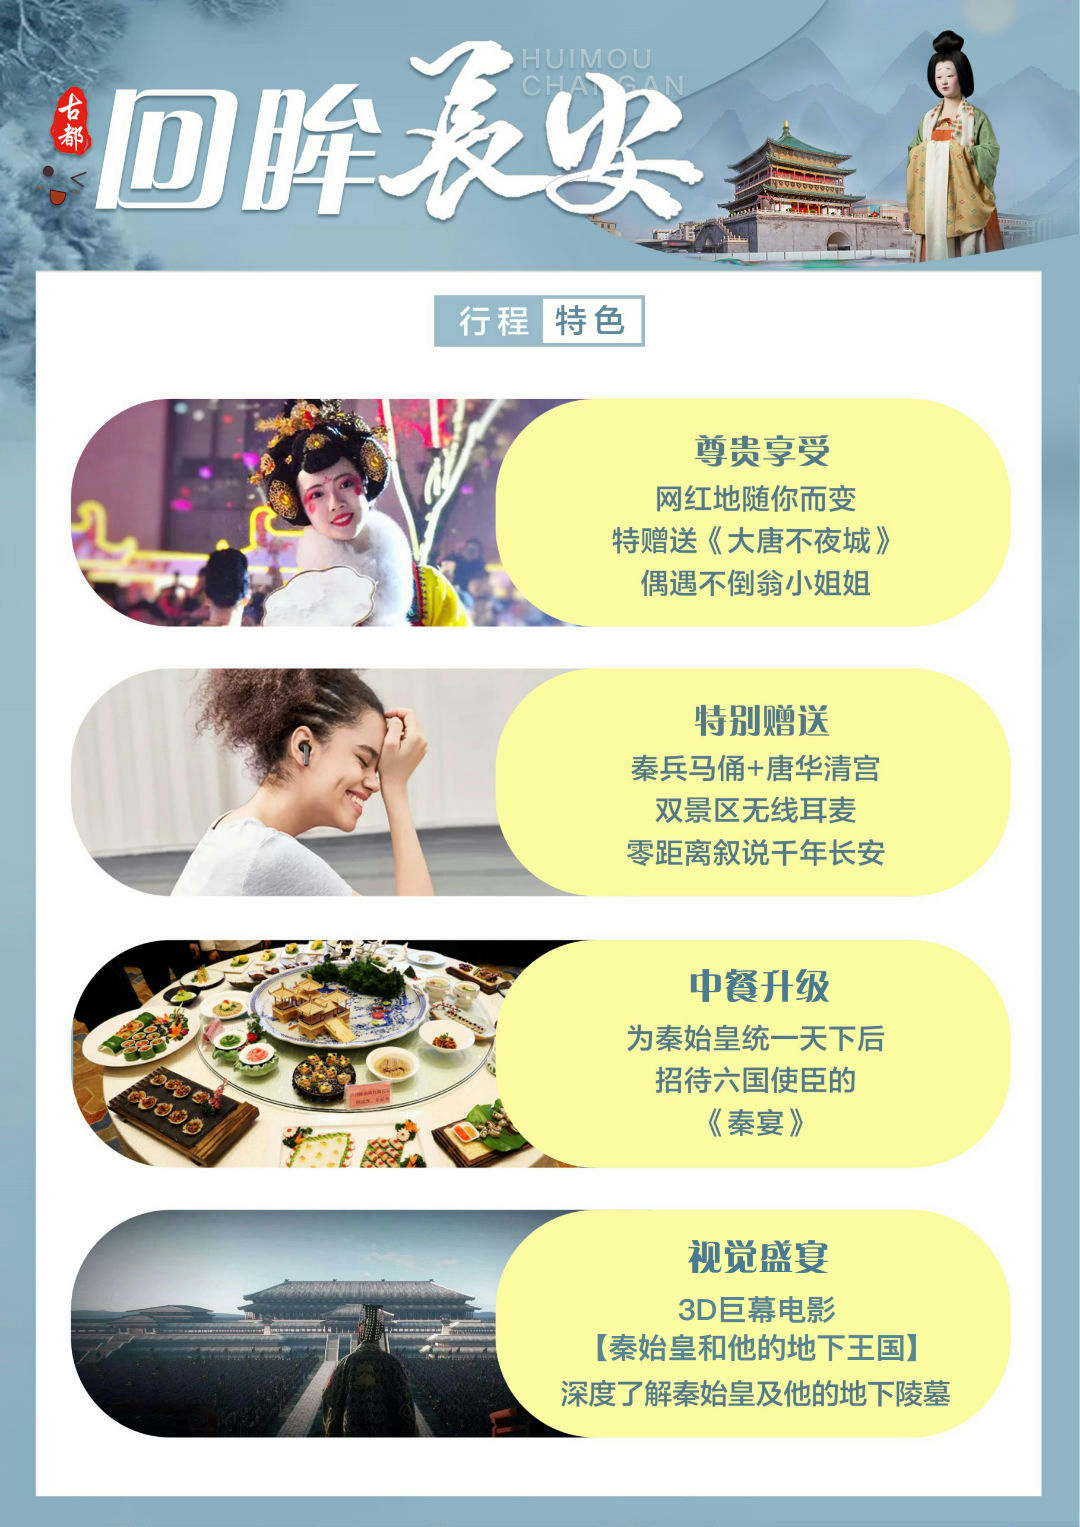 古都
回眸长安
HUIMOU
CHANGAN
行程特色
尊贵享受
网红地随你而变
特赠送《大唐不夜城》
偶遇不倒翁小姐姐
特别赠送
秦兵马俑+唐华清宫
双景区无线耳麦
零距离叙说千年长安
中餐升级
为秦始皇统一天下后
招待六国使臣的
《秦宴》
视觉盛宴
3D巨幕电影
【秦始皇和他的地下王国】
深度了解秦始皇及他的地下陵墓